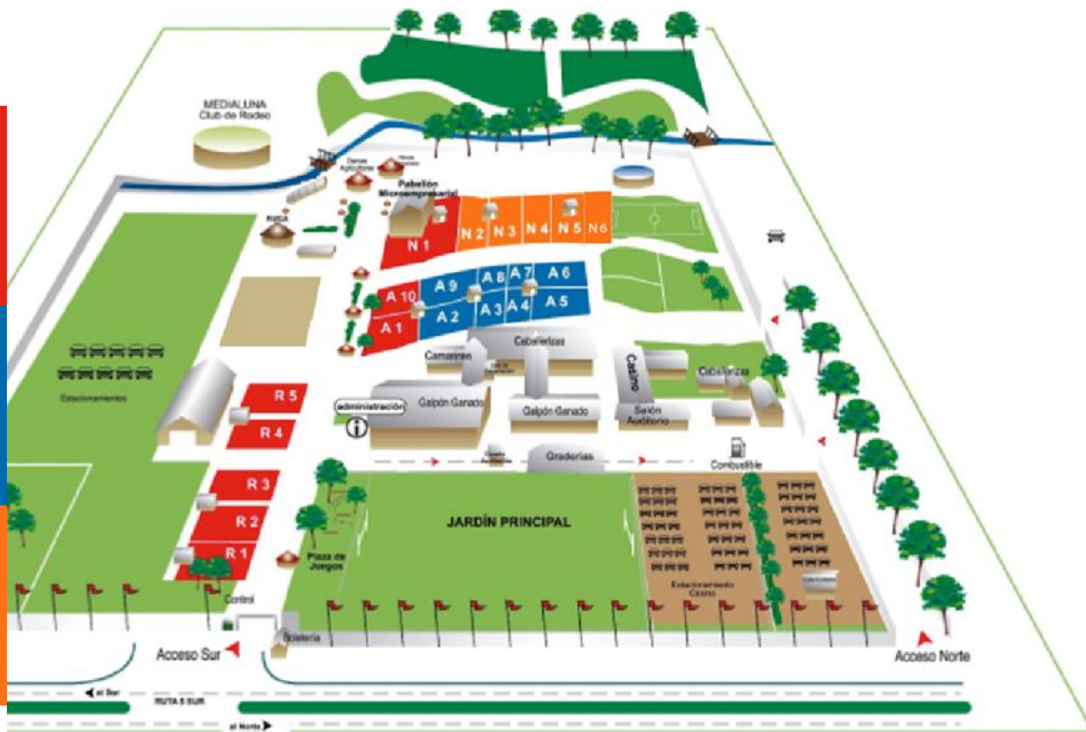 MEDIALUNA
Club de Rodeo
Damas
Agricultoras
Pabellón
Microempresarial
RUCA
N 1
N 2
N 3
N 4
N 5
N 6
A 10
A 9
A 8
A 7
A 6
A 1
A 2
A 3
A 4
A 5
Caballerizas
Camarines
Casino
Caballerizas
Estacionamientos
R 5
R 4
R 3
R 2
R 1
administración
i
Galpón Ganado
Galpón Ganado
Salón
Auditorio
Graderías
Combustible
JARDÍN PRINCIPAL
Plaza de
Juegos
Estacionamiento
Casino
Control
Boletería
Acceso Sur
Acceso Norte
al Sur
RUTA 5 SUR
al Norte